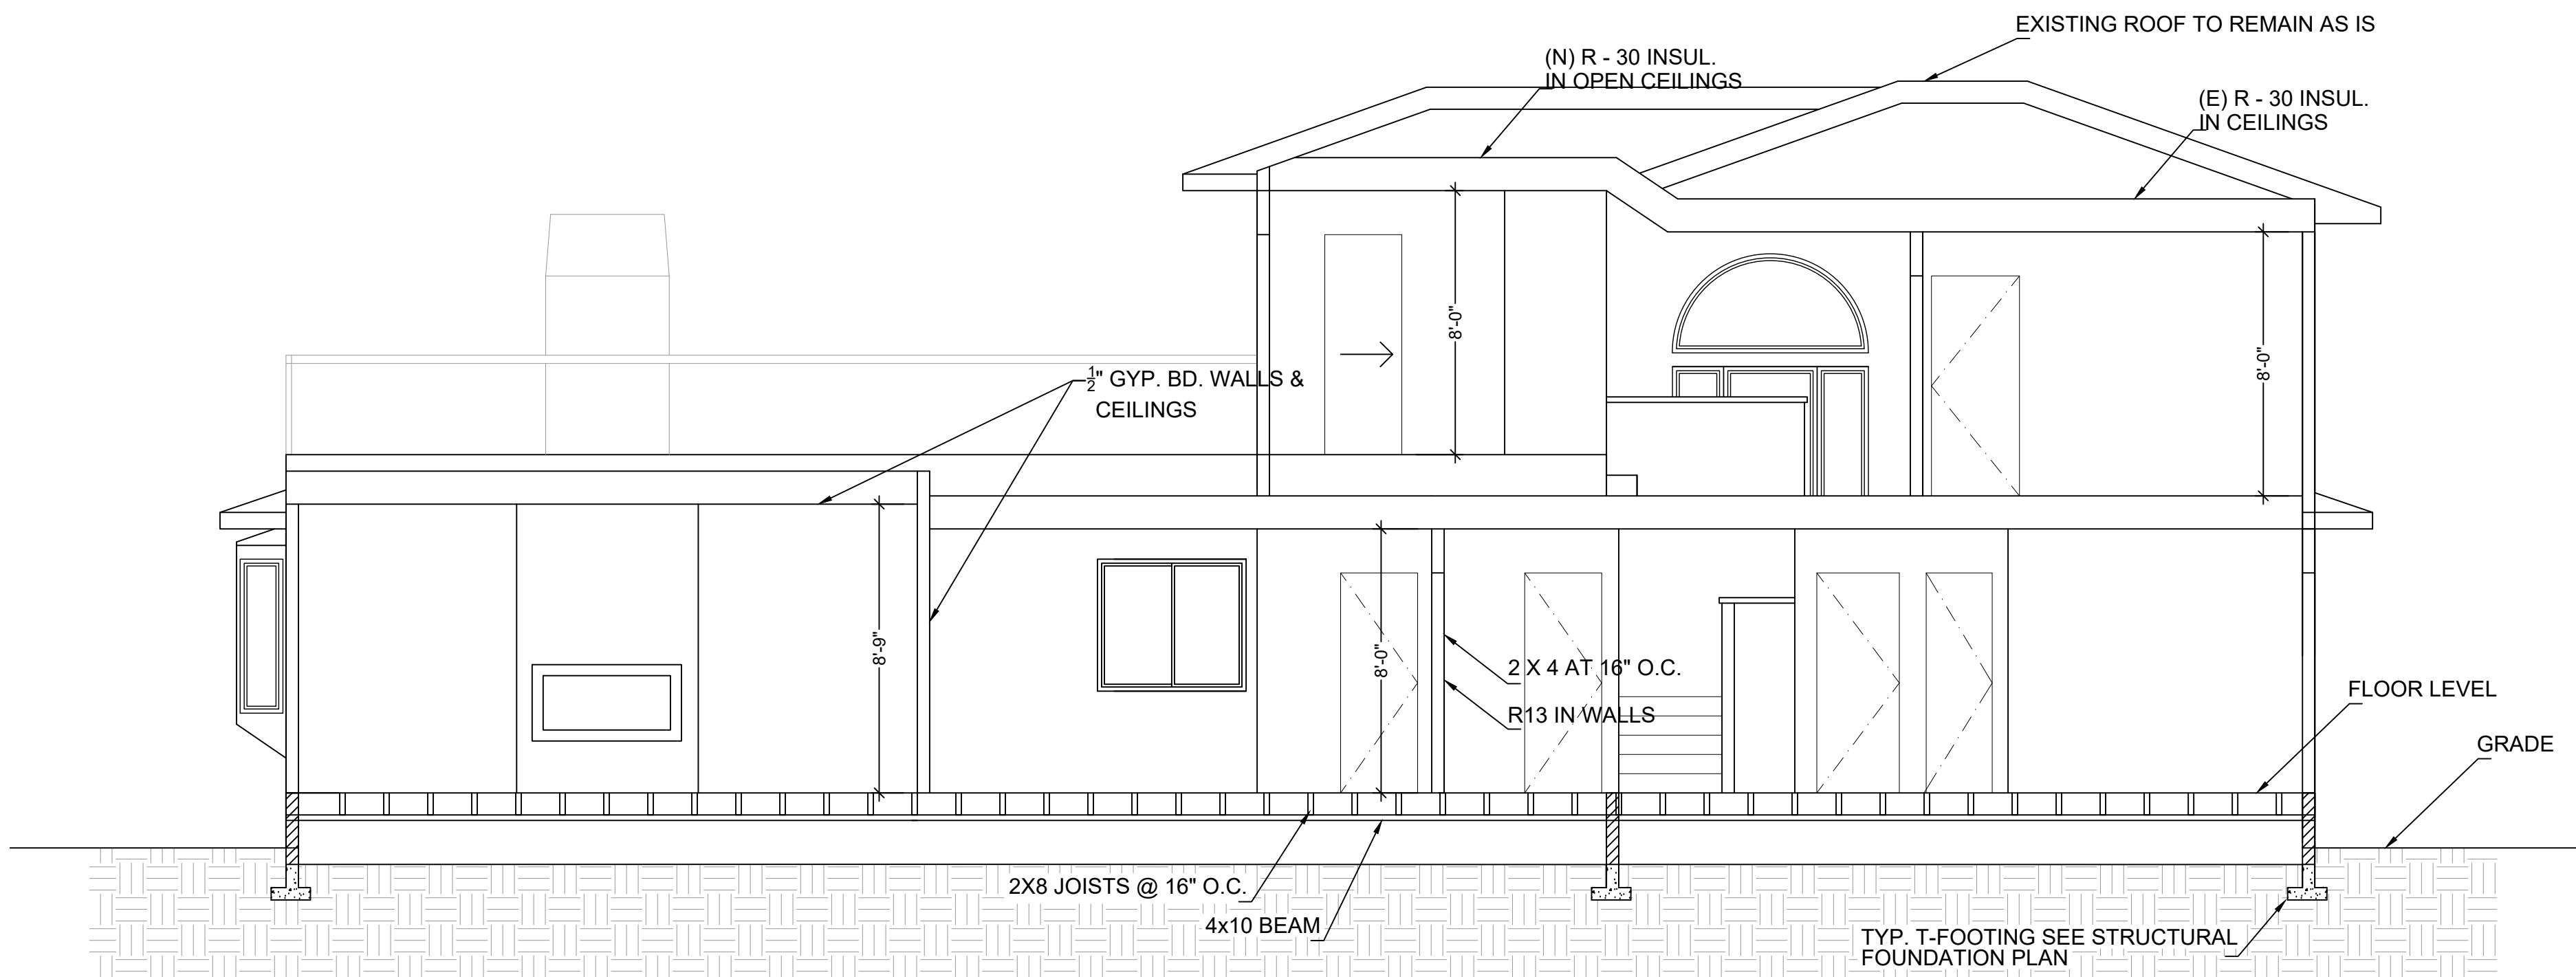 EXISTING ROOF TO REMAIN AS IS
(N) R - 30 INSUL.
IN OPEN CEILINGS
(E) R - 30 INSUL.
IN CEILINGS
8'-0"
8'-0"
½" GYP. BD. WALLS &
CEILINGS
8'-9"
8'-0"
2 X 4 AT 16" O.C.
R13 IN WALLS
FLOOR LEVEL
GRADE
2X8 JOISTS @ 16" O.C.
4x10 BEAM
TYP. T-FOOTING SEE STRUCTURAL
FOUNDATION PLAN